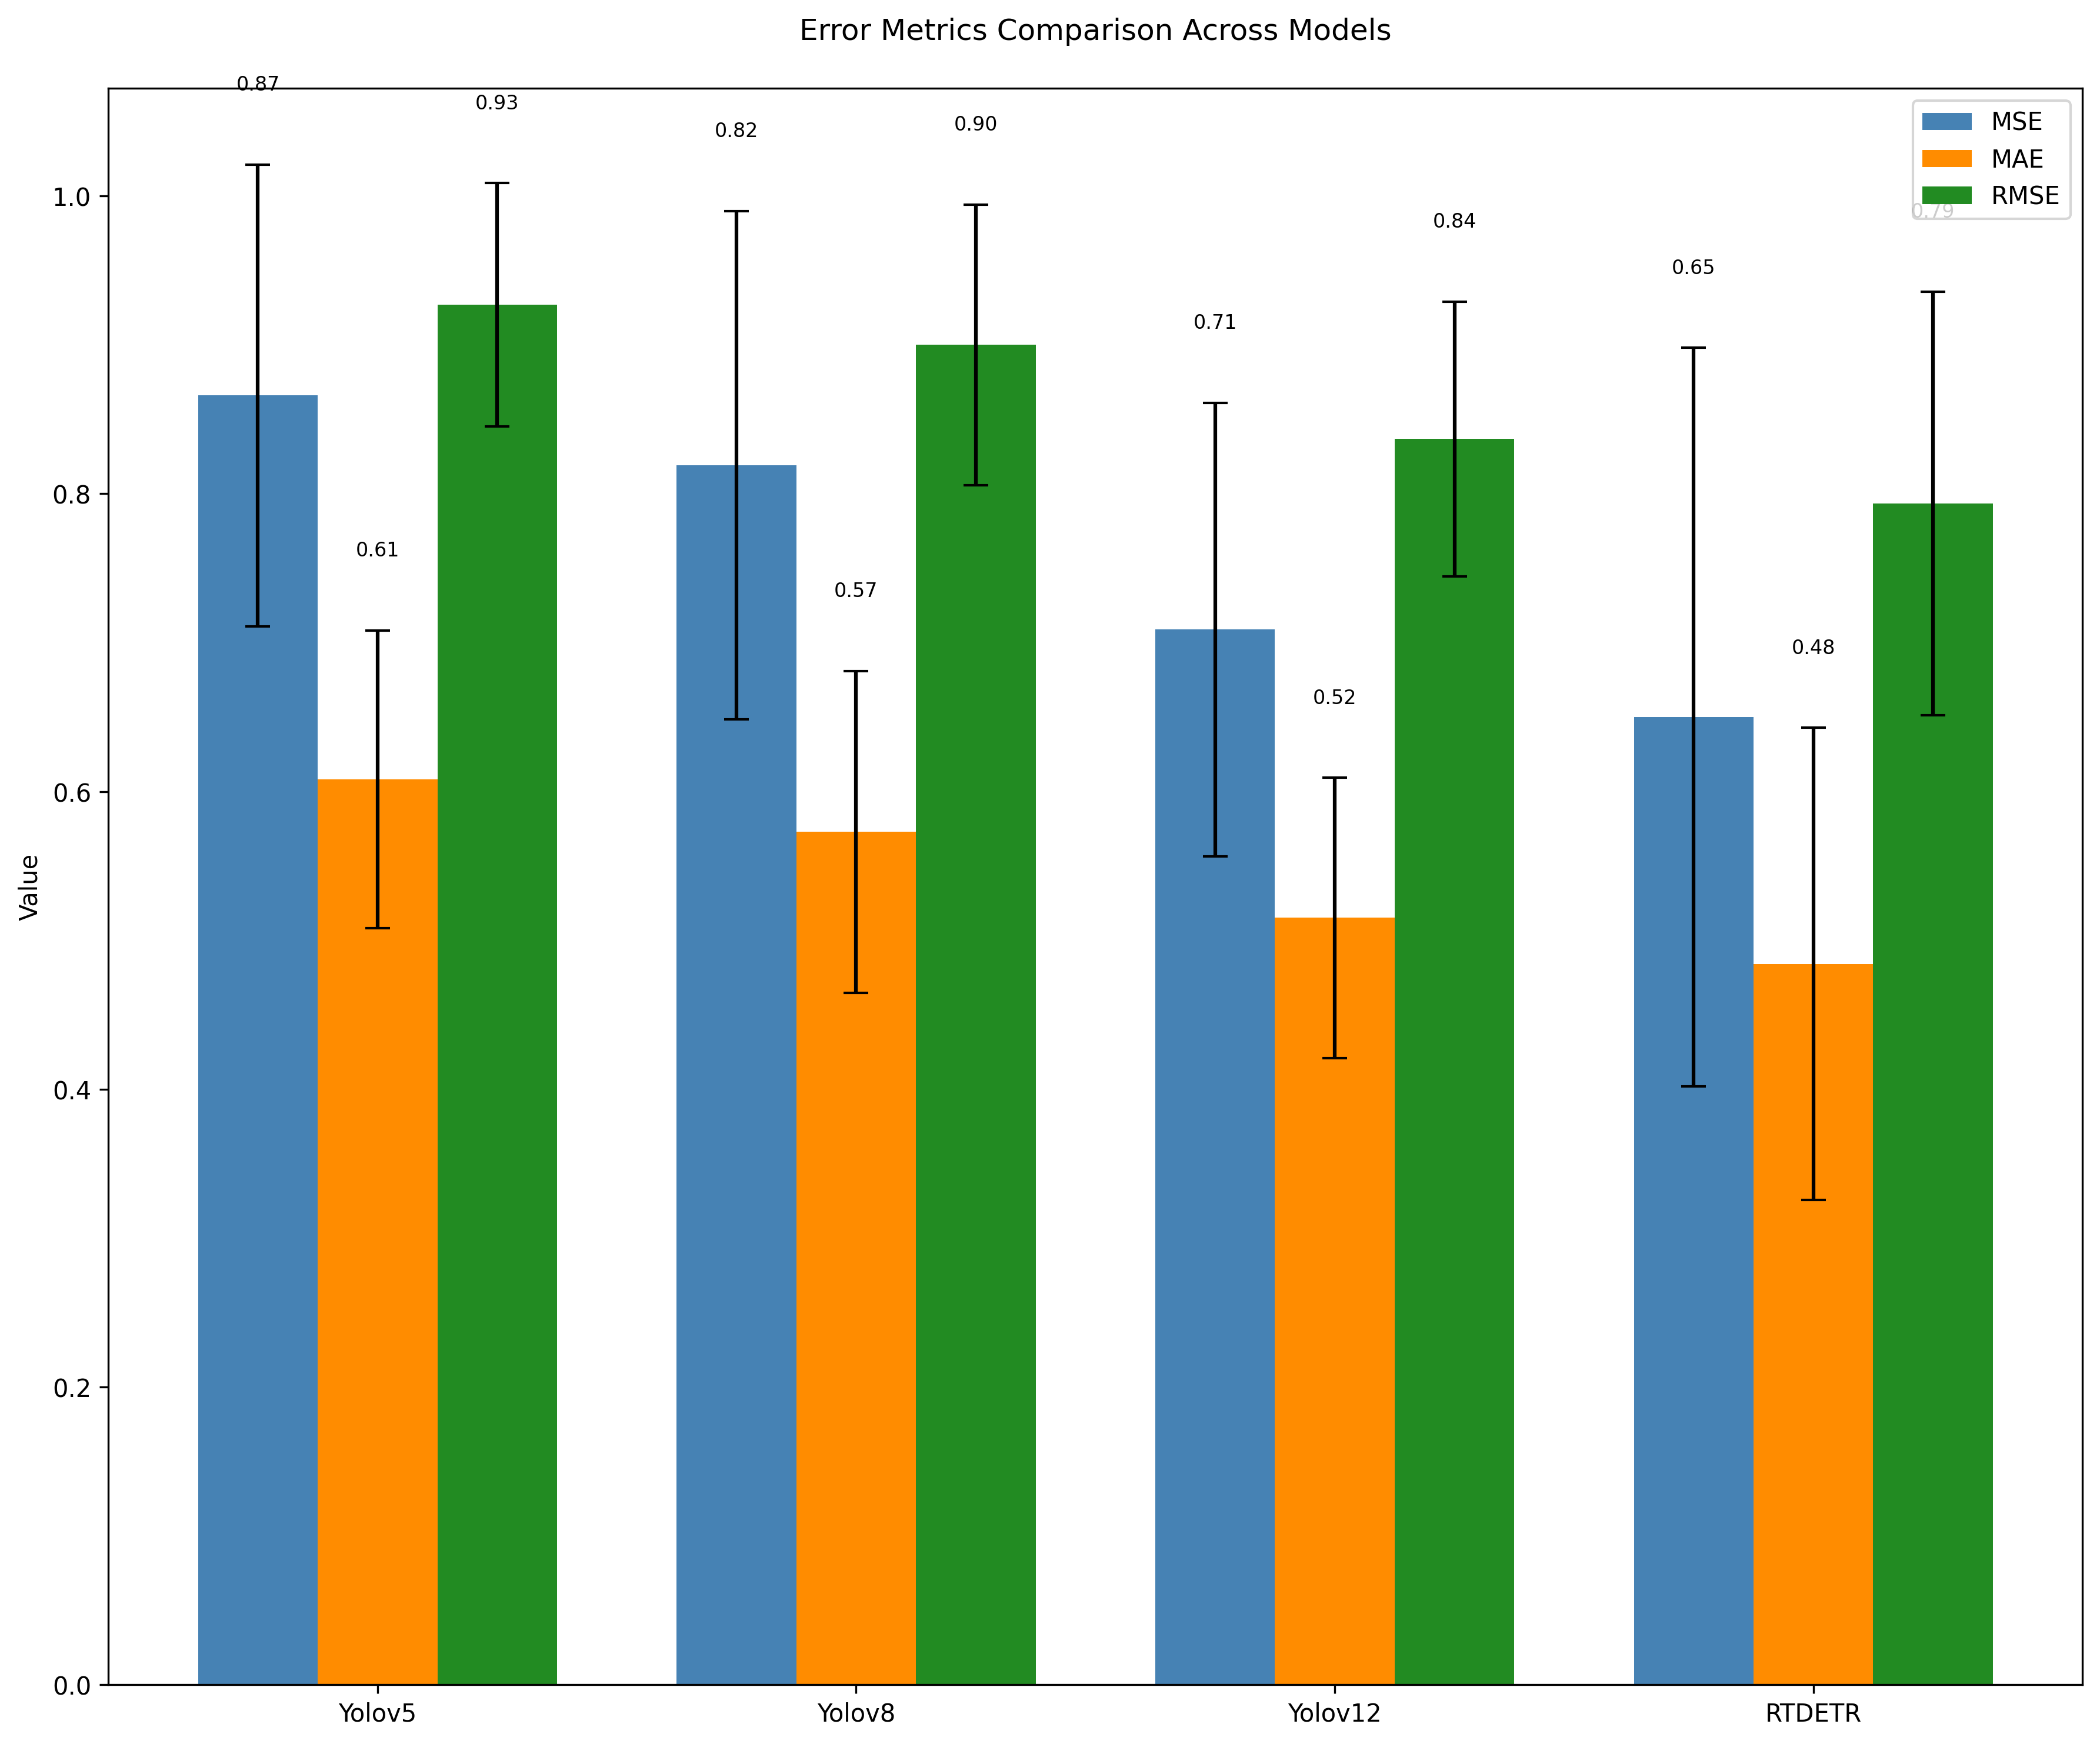 Error Metrics Comparison Across Models
0.87
0.93
0.82
0.90
MSE
MAE
RMSE
0.79
0.84
0.65
0.71
0.61
0.57
0.52
0.48
1.0
0.8
0.6
0.4
0.2
0.0
Value
Yolov5
Yolov8
Yolov12
RTDETR